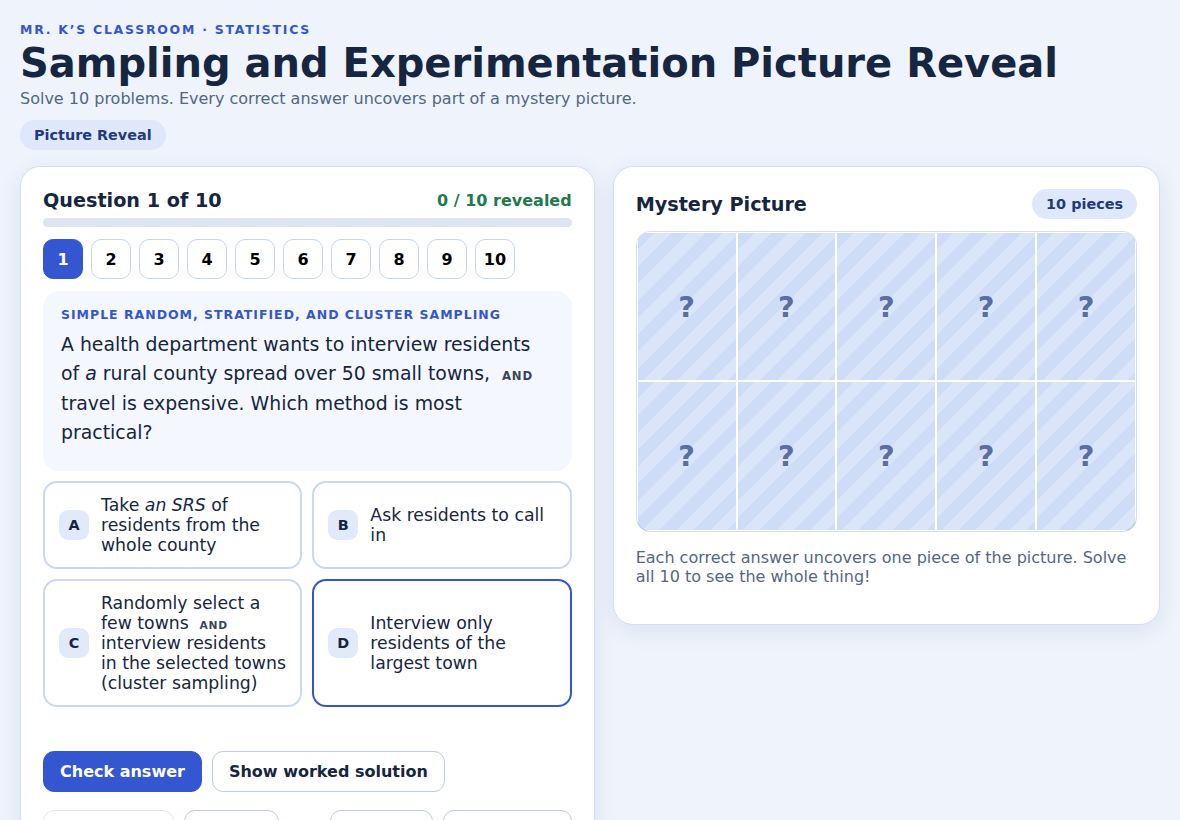 MR. K’S CLASSROOM · STATISTICS
Sampling and Experimentation Picture Reveal
Solve 10 problems. Every correct answer uncovers part of a mystery picture.
Picture Reveal
Question 1 of 10
0 / 10 revealed
1 2 3 4 5 6 7 8 9 10
SIMPLE RANDOM, STRATIFIED, AND CLUSTER SAMPLING
A health department wants to interview residents
of a rural county spread over 50 small towns, AND
travel is expensive. Which method is most
practical?
A
Take an SRS of
residents from the
whole county
B
Ask residents to call
in
C
Randomly select a
few towns AND
interview residents
in the selected towns
(cluster sampling)
D
Interview only
residents of the
largest town
Check answer
Show worked solution
Mystery Picture
10 pieces
? ? ? ? ?
? ? ? ? ?
Each correct answer uncovers one piece of the picture. Solve
all 10 to see the whole thing!